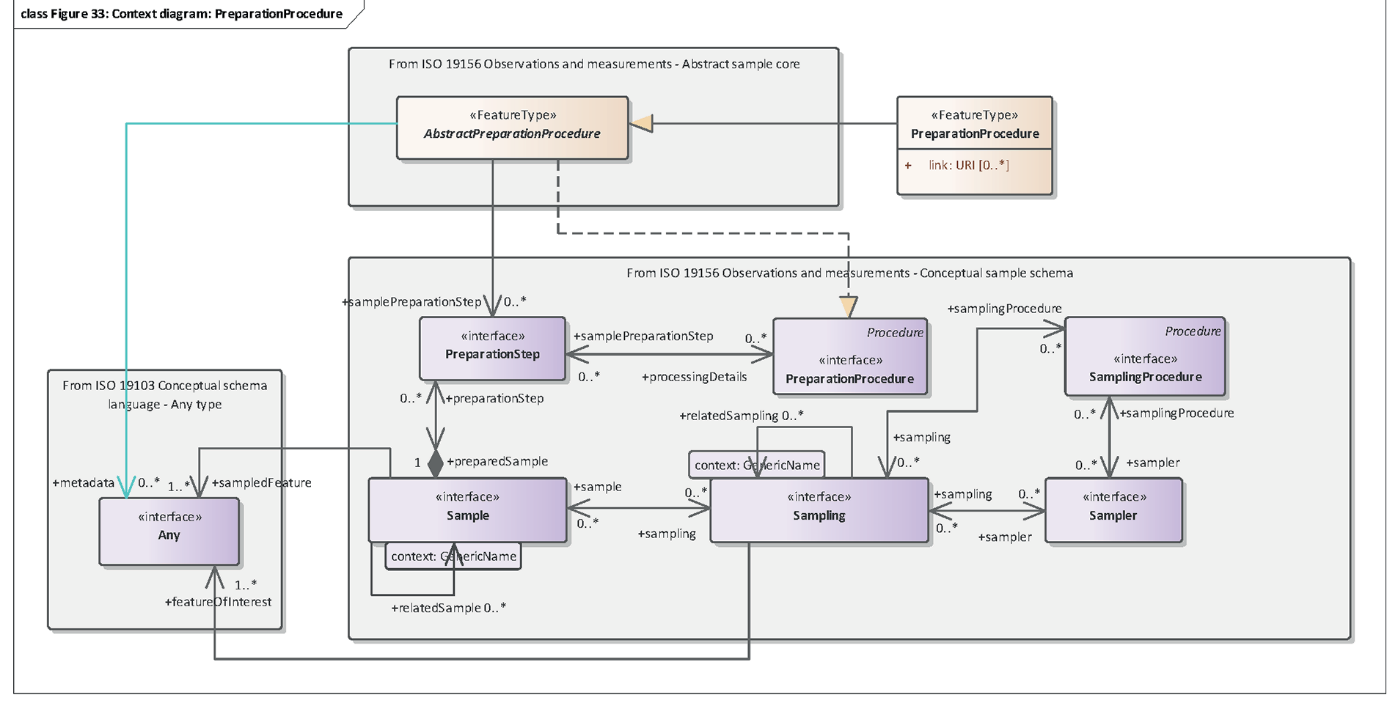 class Figure 33: Context diagram: PreparationProcedure
From ISO 19156 Observations and measurements - Abstract sample core
«FeatureType»
AbstractPreparationProcedure
«FeatureType»
PreparationProcedure
+ link: URI [0..*]
From ISO 19156 Observations and measurements - Conceptual sample schema
+samplePreparationStep
0..*
+samplingProcedure
0..*
«interface»
PreparationStep
+samplePreparationStep
0..*
0..*
+processingDetails
Procedure
«interface»
PreparationProcedure
Procedure
«interface»
SamplingProcedure
From ISO 19103 Conceptual schema
language - Any type
0..*
+preparationStep
+relatedSampling 0..*
0..*
+samplingProcedure
+sampling
0..*
1
+preparedSample
context: GenericName
0..*
+sampler
+metadata
0..*
1..*
+sampledFeature
«interface»
Any
«interface»
Sample
+sample
0..*
0..*
+sampling
«interface»
Sampling
+sampling
0..*
0..*
+sampler
«interface»
Sampler
context: GenericName
1..*
+featureOfInterest
+relatedSample 0..*